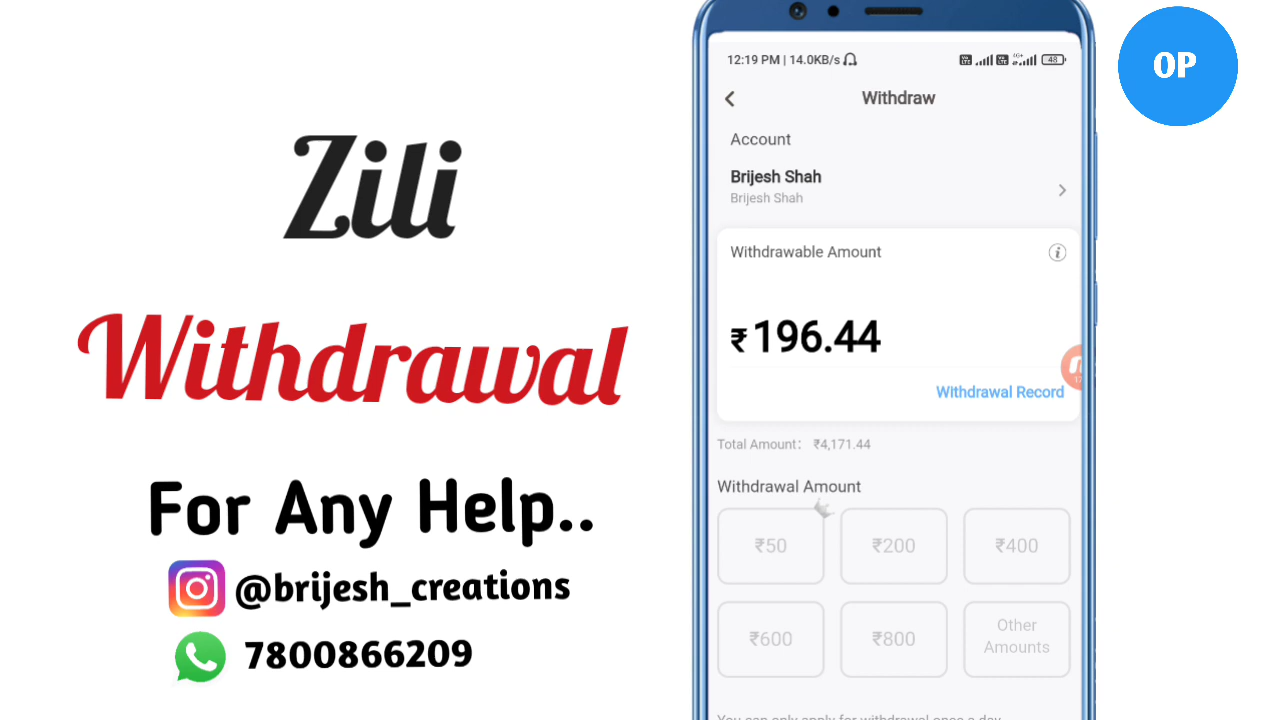 Zili
Withdrawal
For Any Help..
@brijesh_creations
7800866209
12:19 PM | 14.0KB/s
48
Withdraw
Account
Brijesh Shah
Brijesh Shah
Withdrawable Amount
₹196.44
Withdrawal Record
Total Amount: ₹4,171.44
Withdrawal Amount
₹50 ₹200 ₹400
₹600 ₹800 Other
Amounts
You can only apply for withdrawal once a day
OP